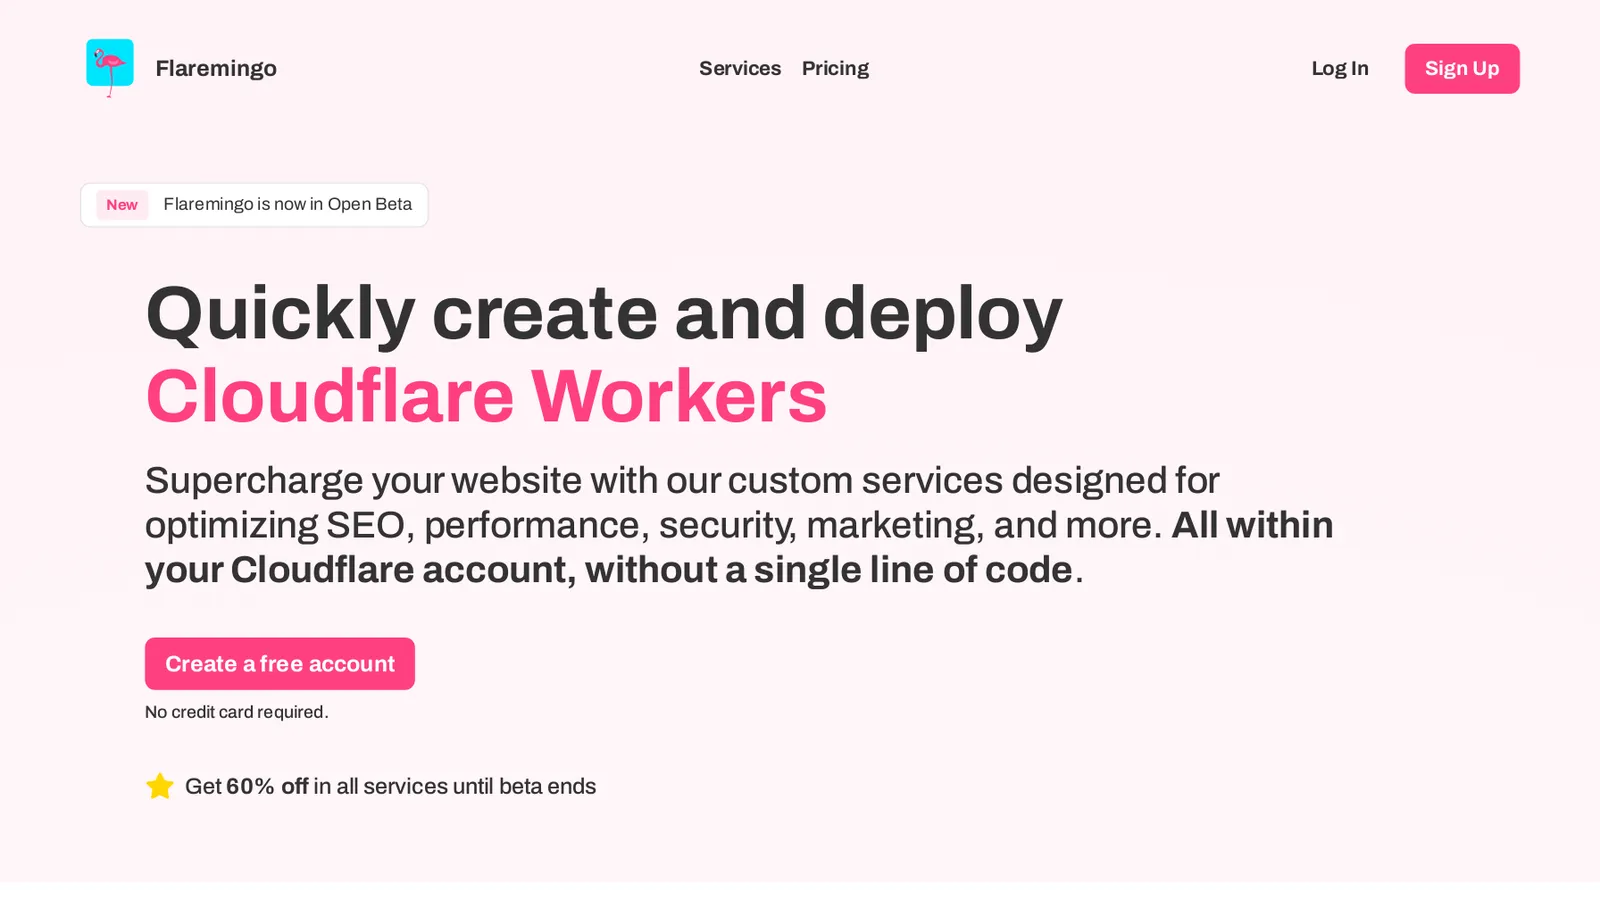 Flaremingo
Services
Pricing
Log In
Sign Up
New
Flaremingo is now in Open Beta
Quickly create and deploy
Cloudflare Workers
Supercharge your website with our custom services designed for
optimizing SEO, performance, security, marketing, and more. All within
your Cloudflare account, without a single line of code.
Create a free account
No credit card required.
Get 60% off in all services until beta ends